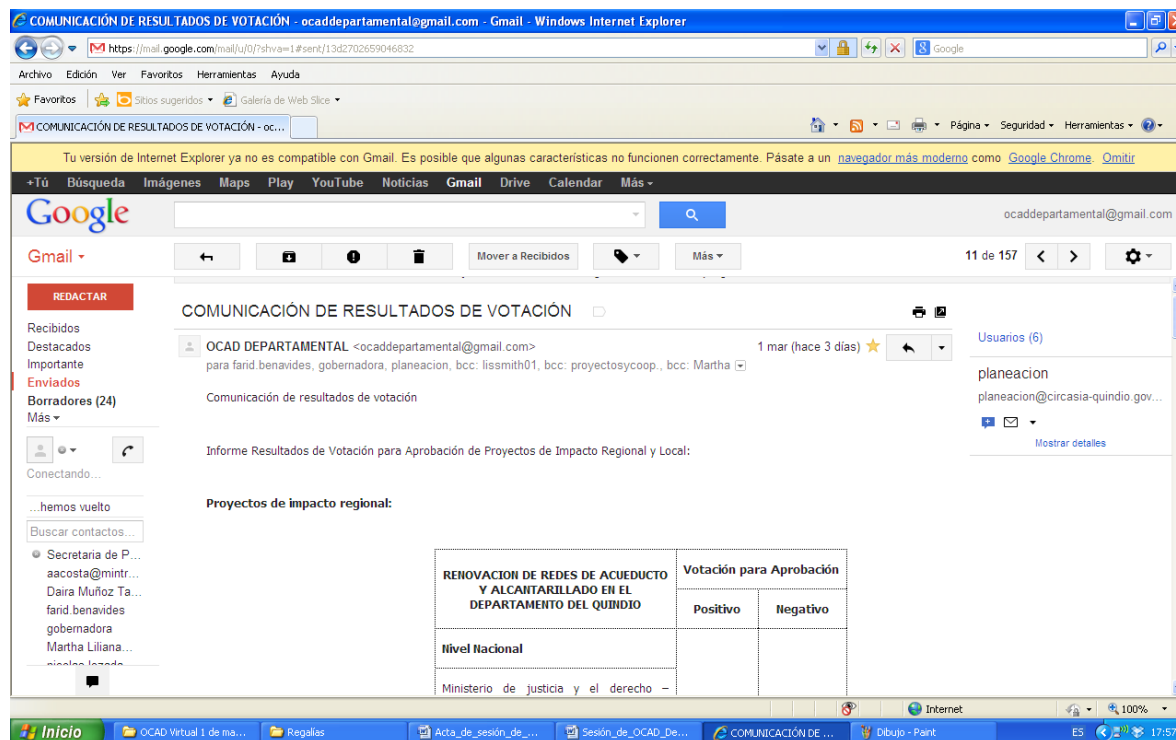 COMUNICACIÓN DE RESULTADOS DE VOTACIÓN - ocaddepartamental@gmail.com - Gmail - Windows Internet Explorer
https://mail.google.com/mail/u/0/?shva=1#sent/13d2702659046832
Google
Archivo Edición Ver Favoritos Herramientas Ayuda
Favoritos Sitios sugeridos Galería de Web Slice
COMUNICACIÓN DE RESULTADOS DE VOTACIÓN - oc...
Página Seguridad Herramientas
Tu versión de Internet Explorer ya no es compatible con Gmail. Es posible que algunas características no funcionen correctamente. Pásate a un navegador más moderno como Google Chrome. Omitir
+Tú Búsqueda Imágenes Maps Play YouTube Noticias Gmail Drive Calendar Más
Google
ocaddepartamental@gmail.com
Gmail
Mover a Recibidos
Más
11 de 157
REDACTAR
Recibidos
Destacados
Importante
Enviados
Borradores (24)
Más
Conectando...
...hemos vuelto
Buscar contactos...
Secretaria de P...
aacosta@mintr...
Daira Muñoz Ta...
farid.benavides
gobernadora
Martha Liliana...
nicolas lozada
COMUNICACIÓN DE RESULTADOS DE VOTACIÓN
OCAD DEPARTAMENTAL <ocaddepartamental@gmail.com>
1 mar (hace 3 días)
para farid.benavides, gobernadora, planeacion, bcc: lissmith01, bcc: proyectosycoop., bcc: Martha
Comunicación de resultados de votación
Informe Resultados de Votación para Aprobación de Proyectos de Impacto Regional y Local:
Proyectos de impacto regional:
RENOVACION DE REDES DE ACUEDUCTO
Y ALCANTARILLADO EN EL
DEPARTAMENTO DEL QUINDIO
Votación para Aprobación
Positivo
Negativo
Nivel Nacional
Ministerio de justicia y el derecho –
Usuarios (6)
planeacion
planeacion@circasia-quindio.gov...
Mostrar detalles
Internet
100%
Inicio
OCAD Virtual 1 de ma...
Regalías
Acta_de_sesión_de_...
Sesión_de_OCAD_De...
COMUNICACIÓN DE ...
Dibujo - Paint
ES
17:57